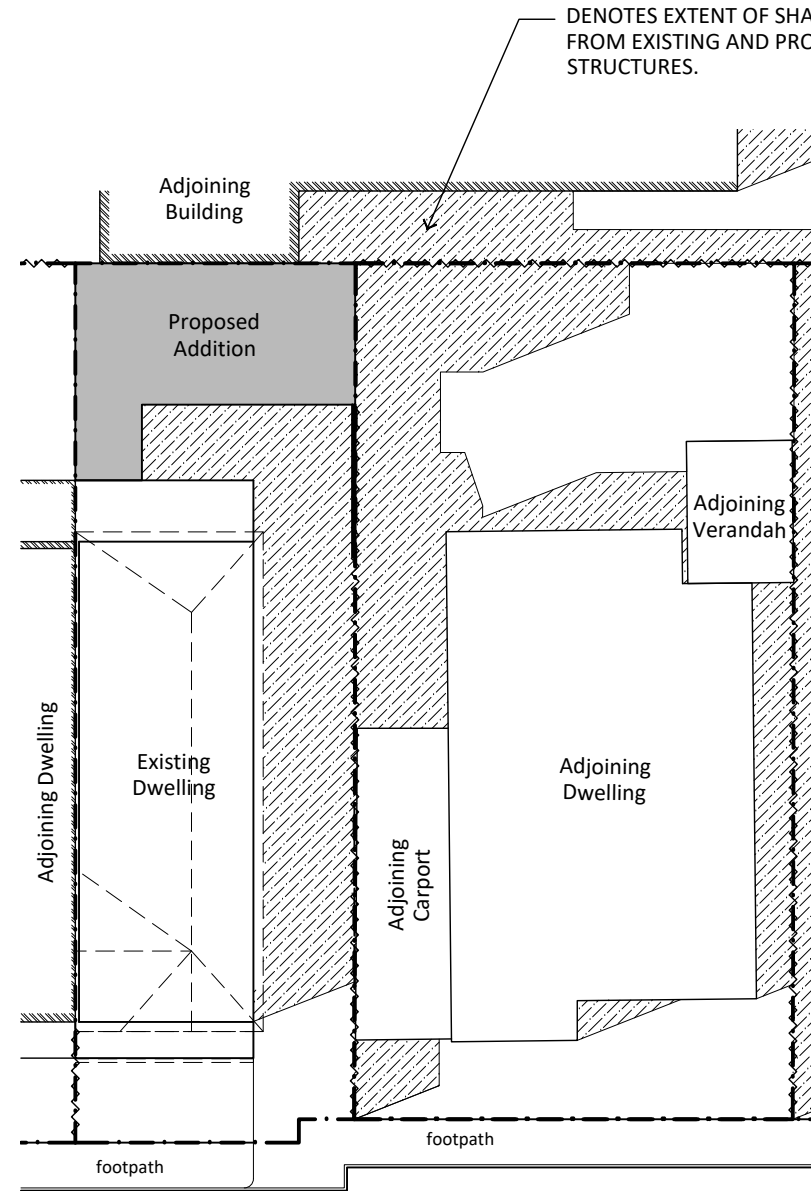 DENOTES EXTENT OF SHA
FROM EXISTING AND PRO
STRUCTURES.
Adjoining
Building
Proposed
Addition
Adjoining
Verandah
Adjoining Dwelling
Existing
Dwelling
Adjoining
Dwelling
Adjoining
Carport
footpath
footpath